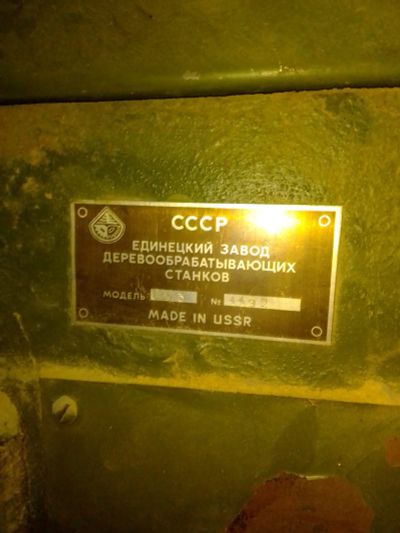 СССР
ЕДИНЕЦКИЙ ЗАВОД
ДЕРЕВООБРАБАТЫВАЮЩИХ
СТАНКОВ
МОДЕЛЬ №
MADE IN USSR